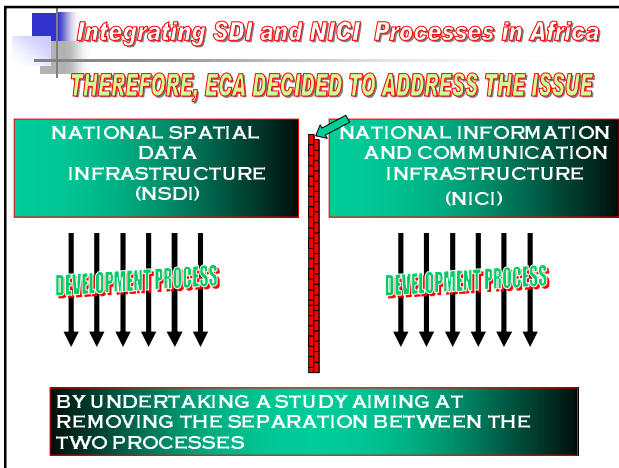 Integrating SDI and NICI Processes in Africa
THEREFORE, ECA DECIDED TO ADDRESS THE ISSUE
NATIONAL SPATIAL
DATA
INFRASTRUCTURE
(NSDI)
NATIONAL INFORMATION
AND COMMUNICATION
INFRASTRUCTURE
(NICI)
DEVELOPMENT PROCESS
DEVELOPMENT PROCESS
BY UNDERTAKING A STUDY AIMING AT
REMOVING THE SEPARATION BETWEEN THE
TWO PROCESSES